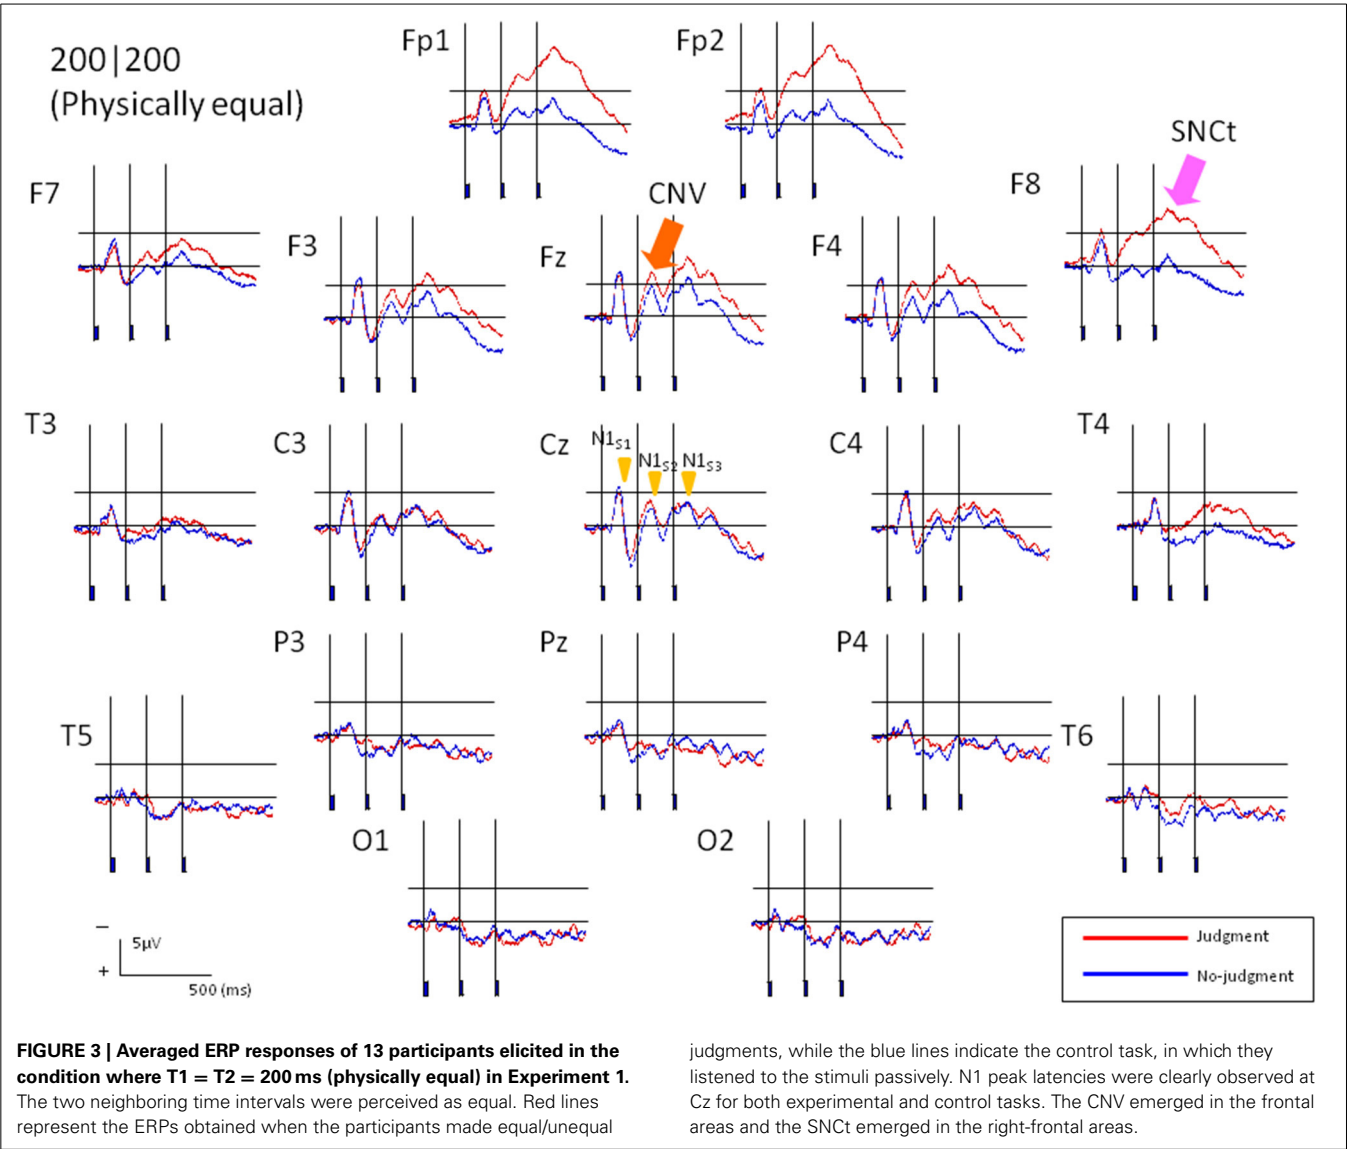 200|200
(Physically equal)
Fp1
Fp2
SNCt
F7
CNV
F8
F3
Fz
F4
T3
C3
Cz
N1S1
N1S2
N1S3
C4
T4
P3
Pz
P4
T5
T6
O1
O2
−
5μV
+
500 (ms)
Judgment
No-judgment
FIGURE 3 | Averaged ERP responses of 13 participants elicited in the
condition where T1 = T2 = 200 ms (physically equal) in Experiment 1.
The two neighboring time intervals were perceived as equal. Red lines
represent the ERPs obtained when the participants made equal/unequal
judgments, while the blue lines indicate the control task, in which they
listened to the stimuli passively. N1 peak latencies were clearly observed at
Cz for both experimental and control tasks. The CNV emerged in the frontal
areas and the SNCt emerged in the right-frontal areas.